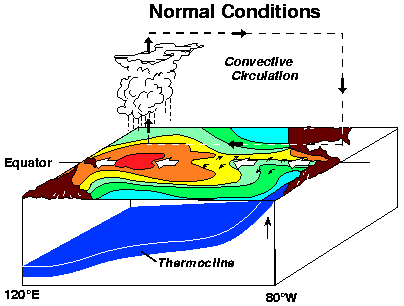 Normal Conditions
Convective
Circulation
Equator
Thermocline
120°E
80°W